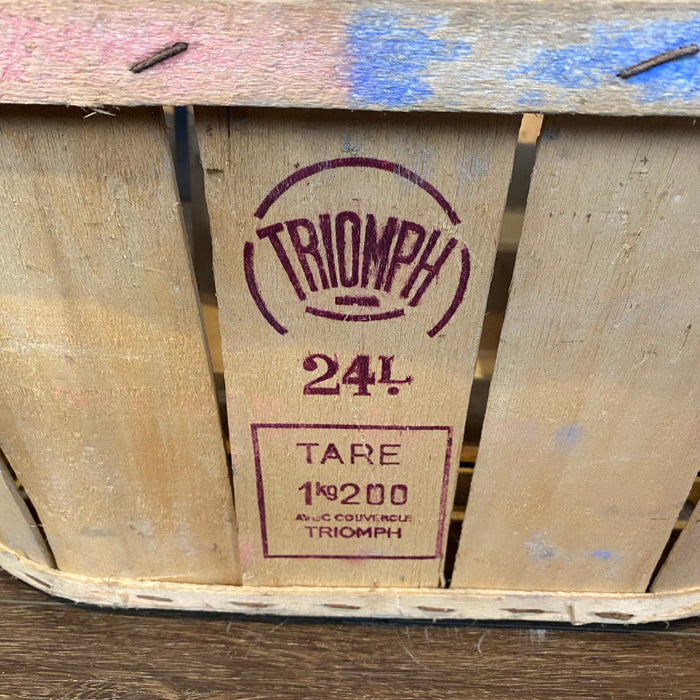 TRIOMPH
24L.
TARE
1kg200
AVEC COUVERCLE
TRIOMPH